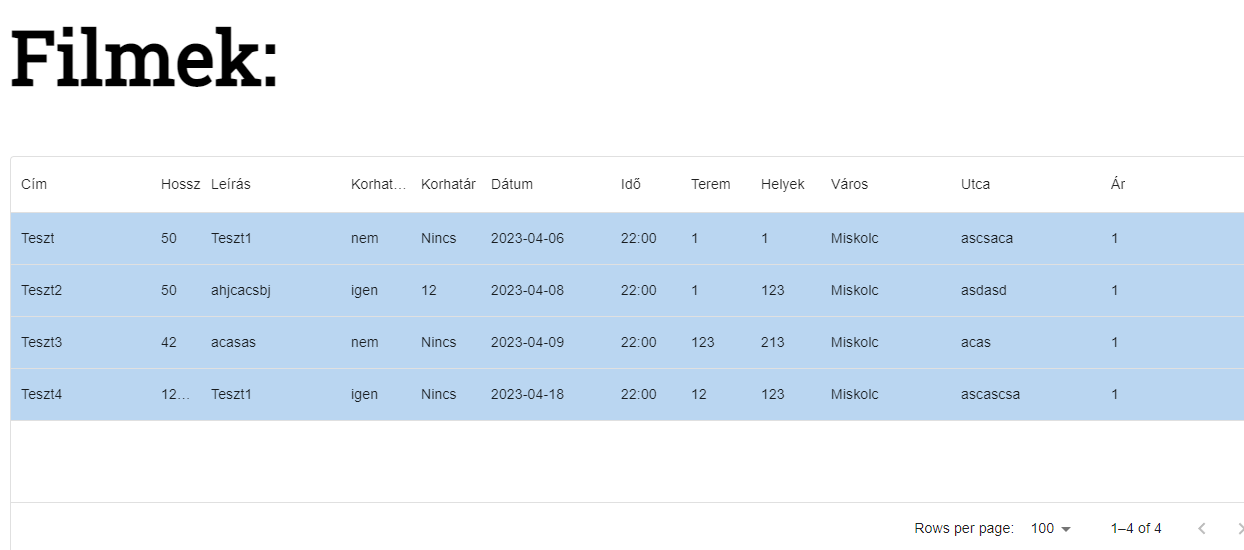 Filmek:
Cím Hossz Leírás Korhat... Korhatár Dátum Idő Terem Helyek Város Utca Ár
Teszt 50 Teszt1 nem Nincs 2023-04-06 22:00 1 1 Miskolc ascsaca 1
Teszt2 50 ahjcacsbj igen 12 2023-04-08 22:00 1 123 Miskolc asdasd 1
Teszt3 42 acasas nem Nincs 2023-04-09 22:00 123 213 Miskolc acas 1
Teszt4 12... Teszt1 igen Nincs 2023-04-18 22:00 12 123 Miskolc ascascsa 1
Rows per page: 100 1–4 of 4